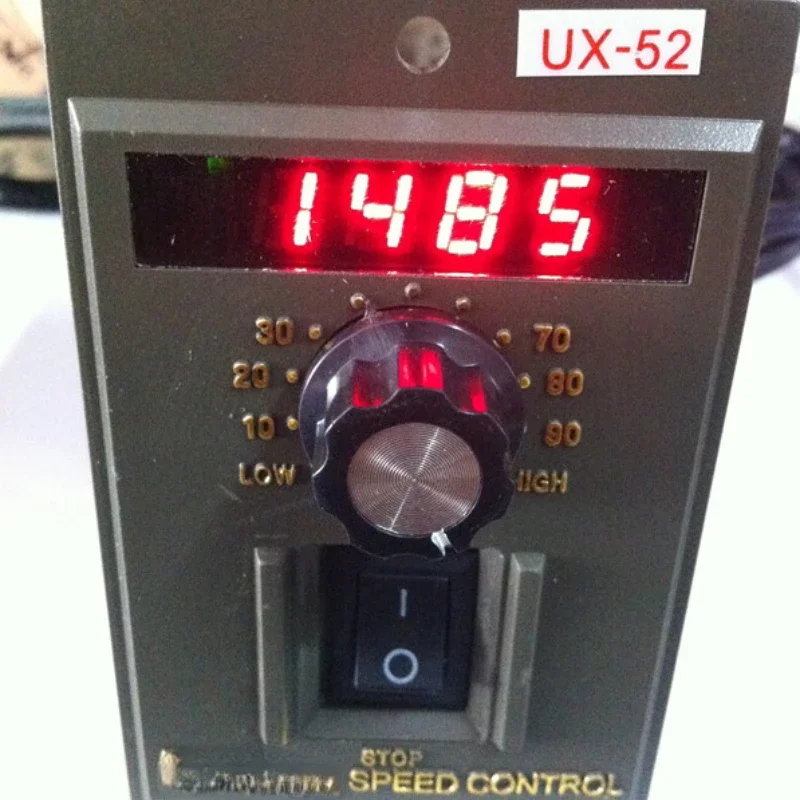 UX-52
1485
30 70
20 80
10 90
LOW HIGH
I
O
STOP
SPEED CONTROL